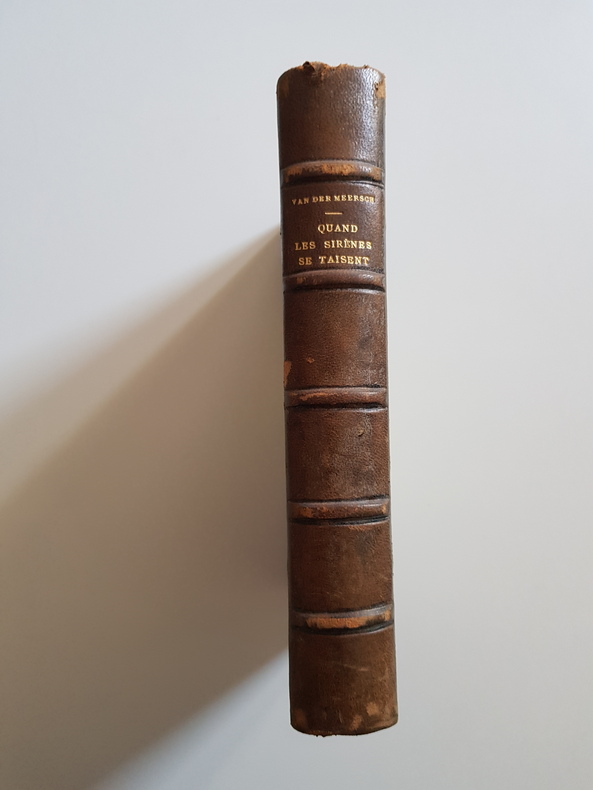 VAN DER MEERSCH
QUAND
LES SIRÈNES
SE TAISENT